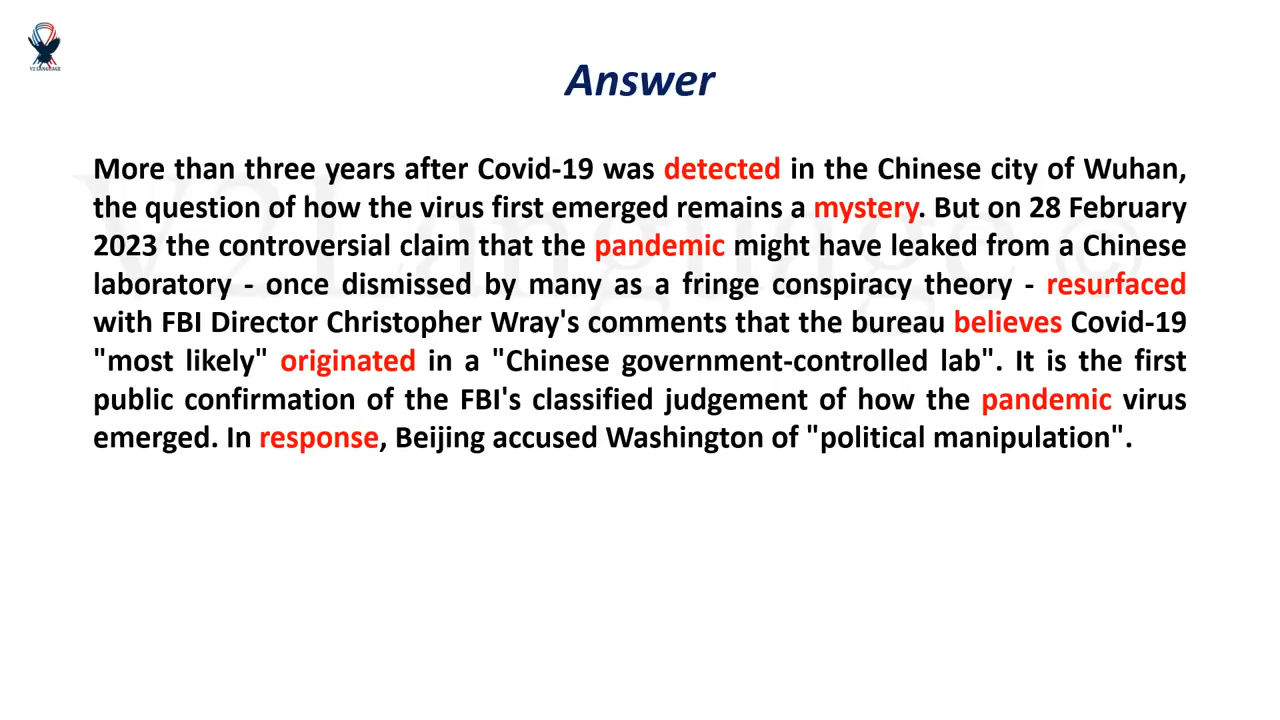 V2 LANGUAGE
Answer
More than three years after Covid-19 was detected in the Chinese city of Wuhan,
the question of how the virus first emerged remains a mystery. But on 28 February
2023 the controversial claim that the pandemic might have leaked from a Chinese
laboratory - once dismissed by many as a fringe conspiracy theory - resurfaced
with FBI Director Christopher Wray's comments that the bureau believes Covid-19
"most likely" originated in a "Chinese government-controlled lab". It is the first
public confirmation of the FBI's classified judgement of how the pandemic virus
emerged. In response, Beijing accused Washington of "political manipulation".
V2Language ©